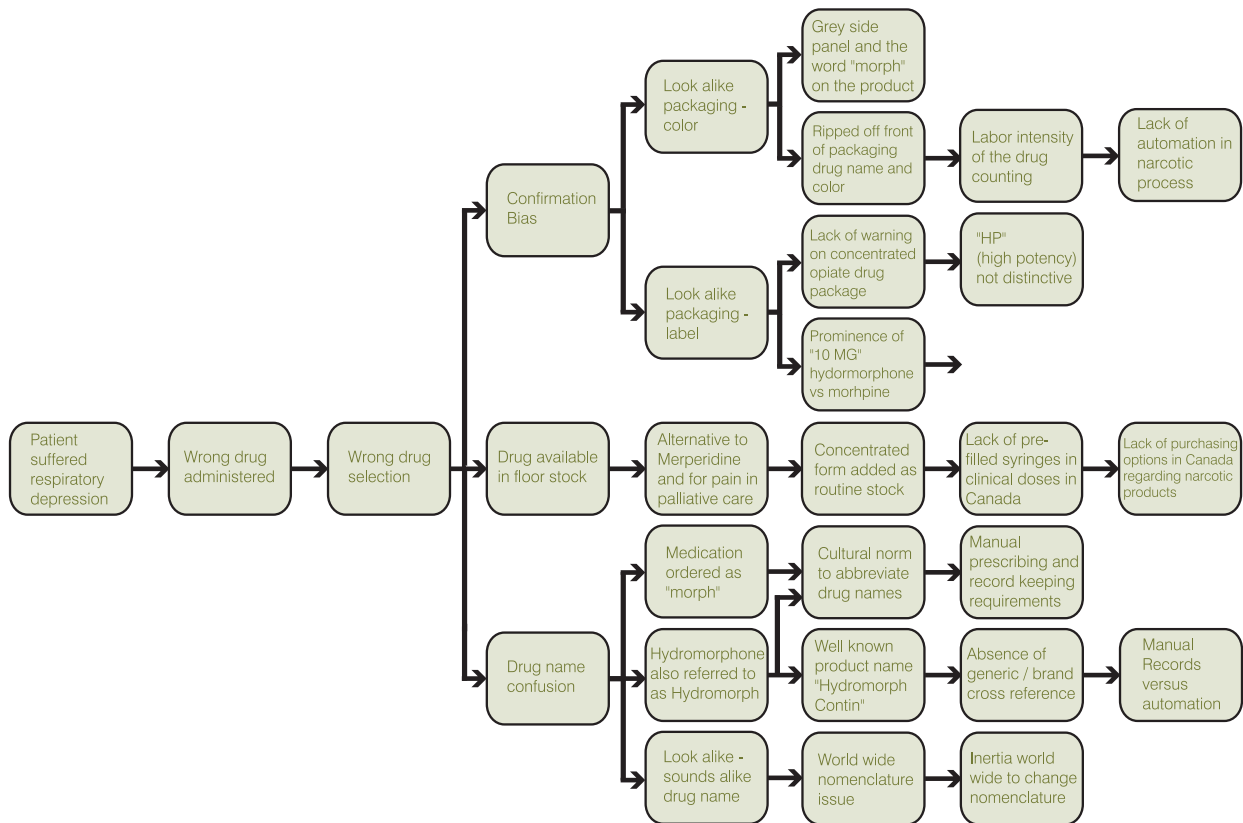 Grey side
panel and the
word "morph"
on the product
Look alike
packaging -
color
Ripped off front
of packaging
drug name and
color
Labor intensity
of the drug
counting
Lack of
automation in
narcotic
process
Confirmation
Bias
Lack of warning
on concentrated
opiate drug
package
"HP"
(high potency)
not distinctive
Look alike
packaging -
label
Prominence of
"10 MG"
hydormorphone
vs morhpine
Patient
suffered
respiratory
depression
Wrong drug
administered
Wrong drug
selection
Drug available
in floor stock
Alternative to
Merperidine
and for pain in
palliative care
Concentrated
form added as
routine stock
Lack of pre-
filled syringes in
clinical doses in
Canada
Lack of purchasing
options in Canada
regarding narcotic
products
Medication
ordered as
"morph"
Cultural norm
to abbreviate
drug names
Manual
prescribing and
record keeping
requirements
Drug name
confusion
Hydromorphone
also referred to
as Hydromorph
Well known
product name
"Hydromorph
Contin"
Absence of
generic / brand
cross reference
Manual
Records
versus
automation
Look alike -
sounds alike
drug name
World wide
nomenclature
issue
Inertia world
wide to change
nomenclature